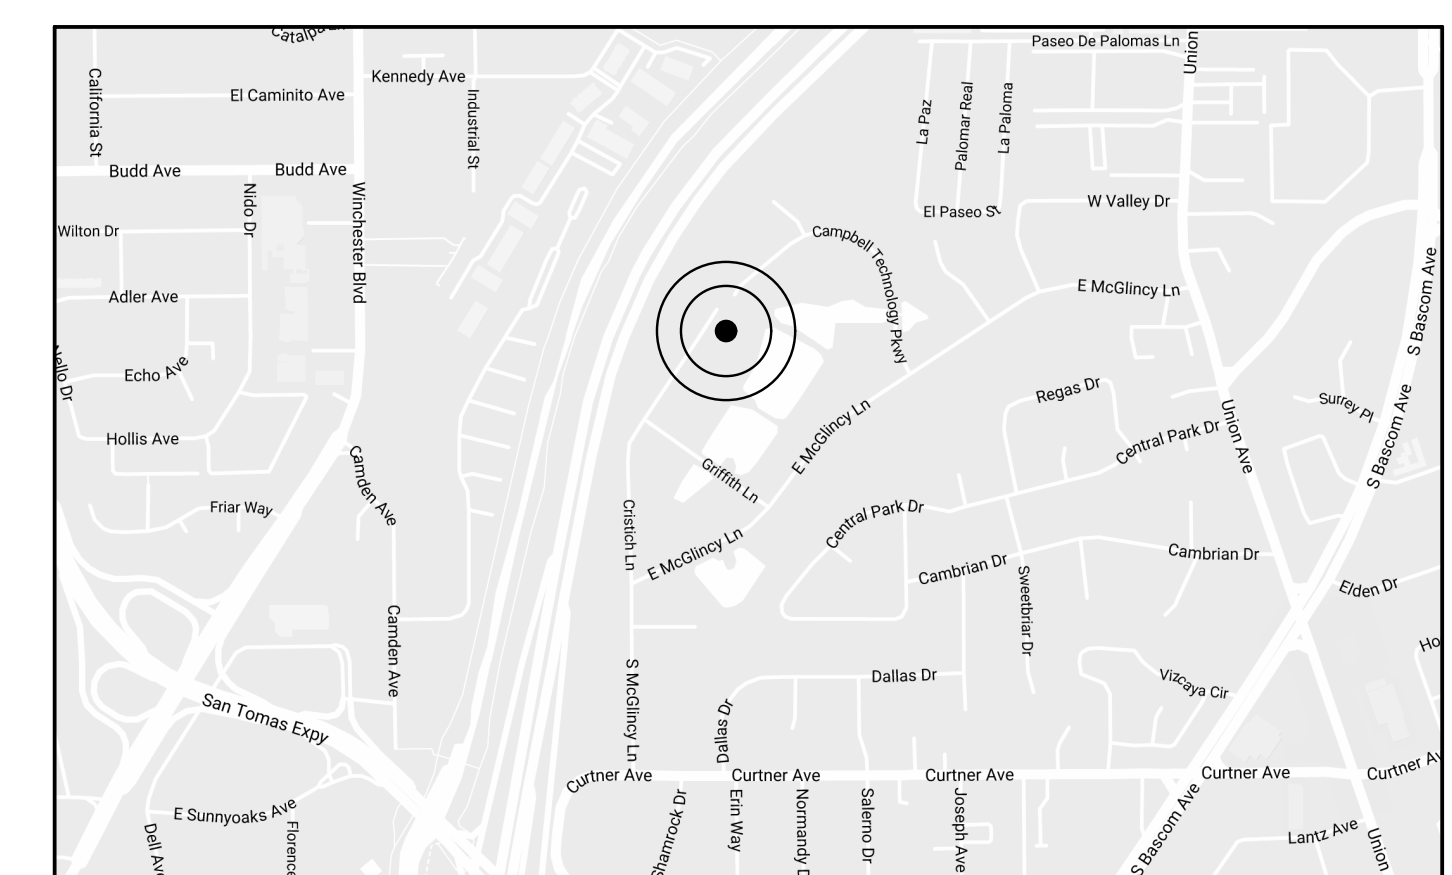 Catalpa Ln
Paseo De Palomas Ln
Union
Kennedy Ave
El Caminito Ave
California St
Industrial St
La Paz
Palomar Real
La Paloma
Budd Ave
Budd Ave
Nido Dr
Winchester Blvd
W Valley Dr
El Paseo St
Wilton Dr
Campbell Technology Pkwy
Adler Ave
E McGlincy Ln
S Bascom Ave
Echo Ave
Regas Dr
Surrey Pl
E McGlincy Ln
Central Park Dr
Union Ave
S Bascom Ave
Hollis Ave
Camden Ave
Griffith Ln
Friar Way
Cristich Ln
Central Park Dr
E McGlincy Ln
Cambrian Dr
Cambrian Dr
Sweetbriar Dr
Elden Dr
Ho
Camden Ave
S McGlincy Ln
Dallas Dr
Vizcaya Cir
San Tomas Expy
Dallas Dr
Curtner Ave
Curtner Ave
Curtner Ave
Curtner Ave
Curtner Av
E Sunnyoaks Ave
Dell Ave
Florence
Shamrock Dr
Erin Way
Normandy D
Salerno Dr
Joseph Ave
S Bascom Ave
Lantz Ave
Union